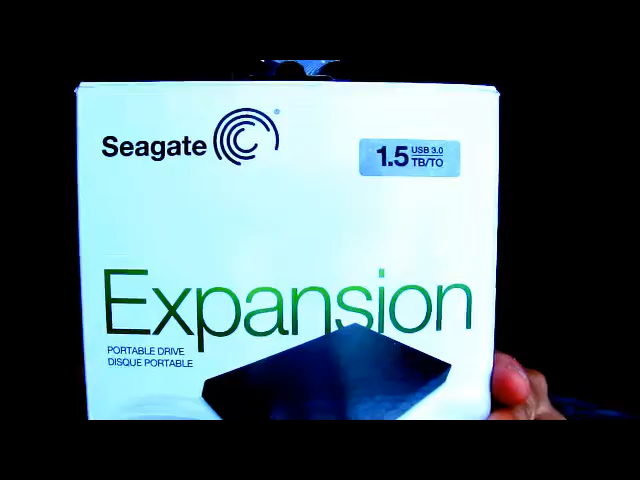 Seagate®
1.5 USB 3.0
TB/TO
Expansion
PORTABLE DRIVE
DISQUE PORTABLE